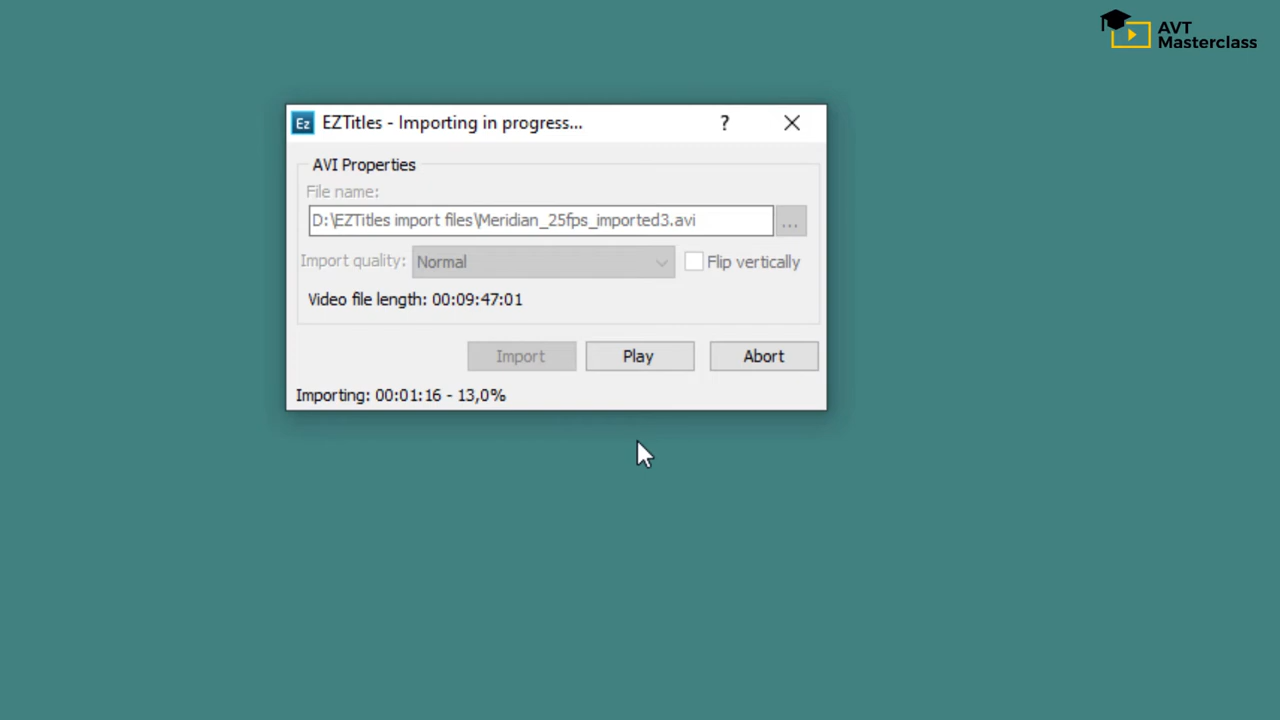 AVT
Masterclass
Ez EZTitles - Importing in progress... ?
AVI Properties
File name:
D:\EZTitles import files\Meridian_25fps_imported3.avi ...
Import quality: Normal Flip vertically
Video file length: 00:09:47:01
Import Play Abort
Importing: 00:01:16 - 13,0%